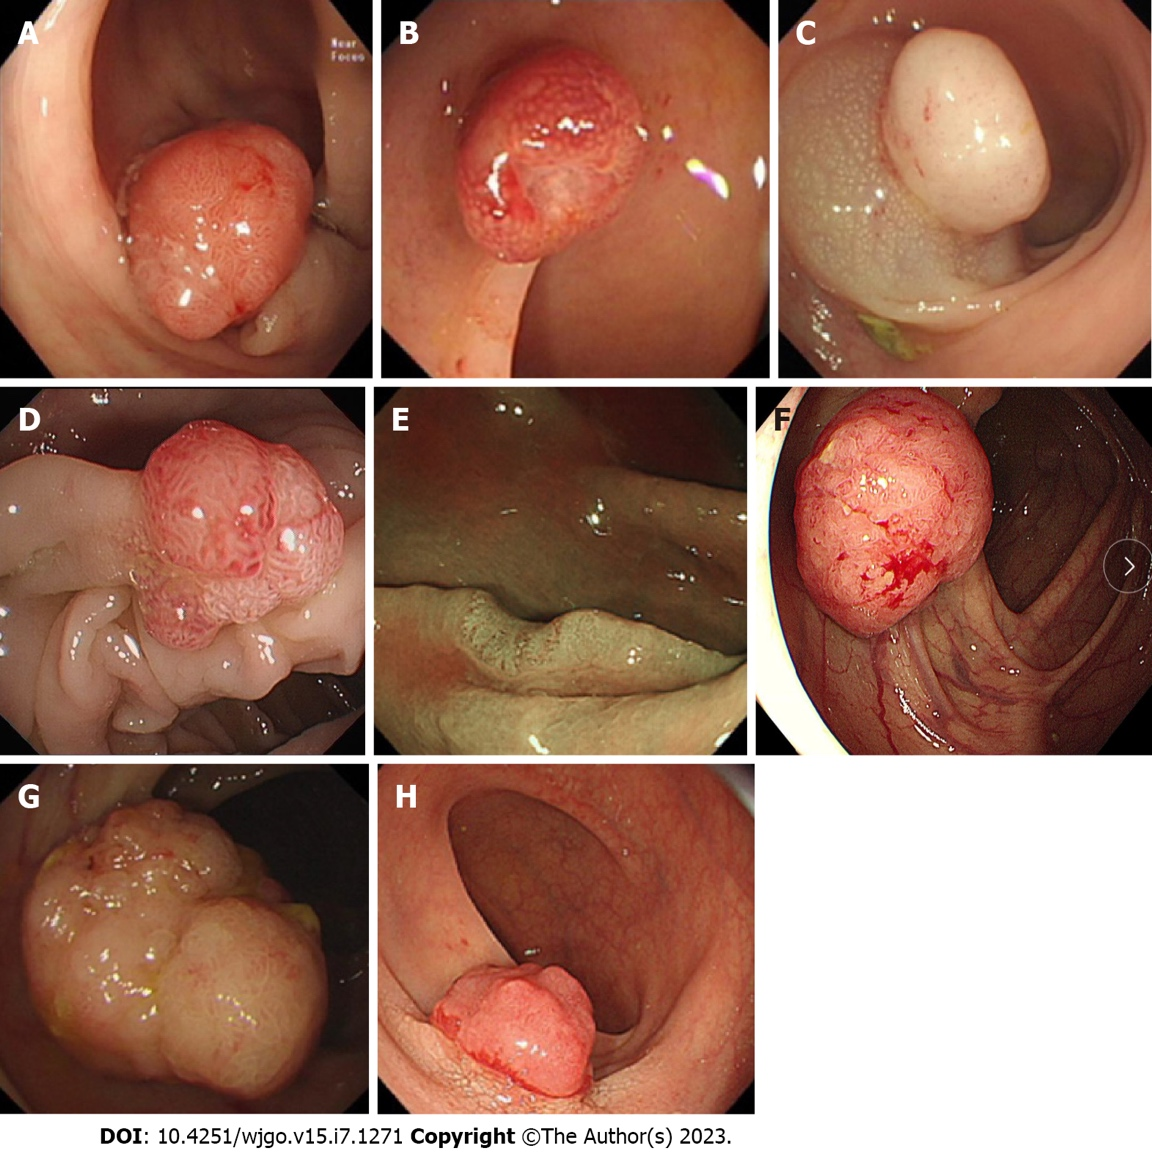 A
Near
Focus
B
C
D
E
F
G
H
DOI: 10.4251/wjgo.v15.i7.1271 Copyright ©The Author(s) 2023.